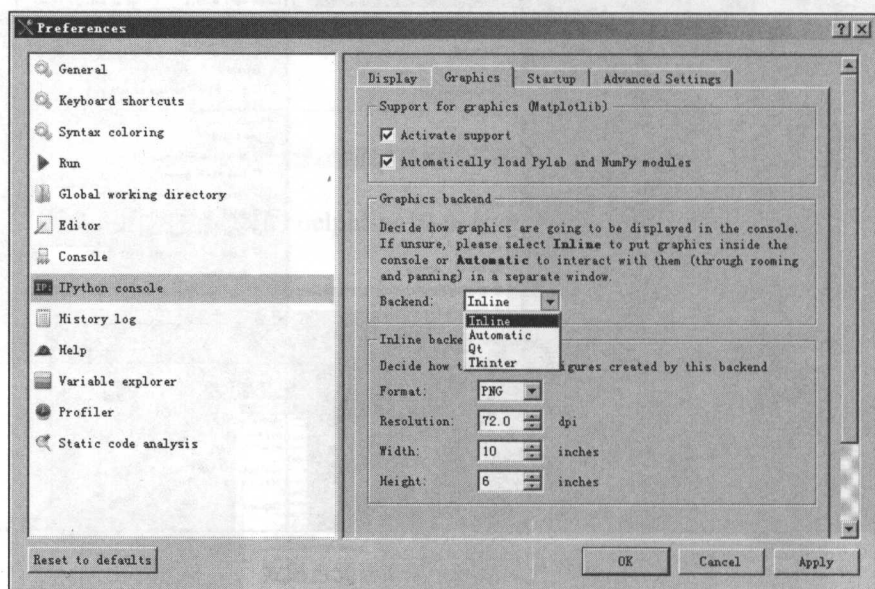 Preferences
General
Keyboard shortcuts
Syntax coloring
Run
Global working directory
Editor
Console
IP: IPython console
History log
Help
Variable explorer
Profiler
Static code analysis
Reset to defaults
Display Graphics Startup Advanced Settings
Support for graphics (Matplotlib)
Activate support
Automatically load Pylab and NumPy modules
Graphics backend
Decide how graphics are going to be displayed in the console.
If unsure, please select Inline to put graphics inside the
console or Automatic to interact with them (through rooming
and panning) in a separate window.
Backend: Inline
Inline
Automatic
Qt
Tkinter
Inline backe
Decide how t igures created by this backend
Format: PNG
Resolution: 72.0 dpi
Width: 10 inches
Height: 6 inches
OK Cancel Apply